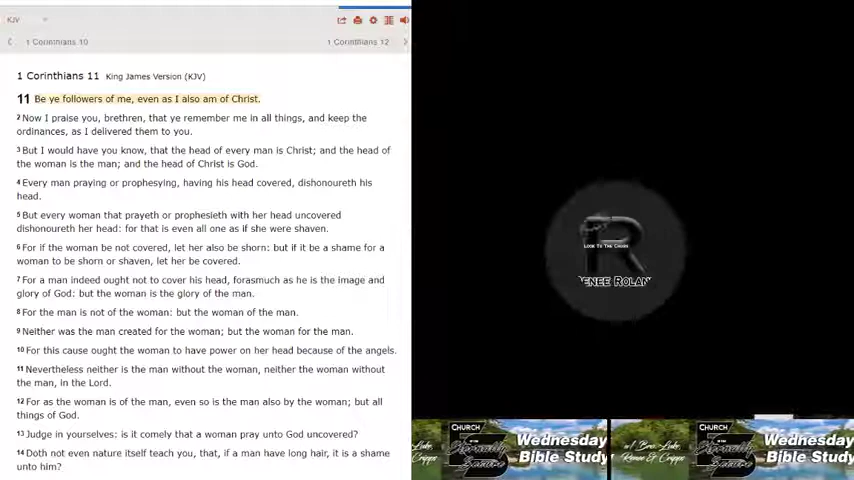 KJV
1 Corinthians 10
1 Corinthians 12
1 Corinthians 11 King James Version (KJV)
11 Be ye followers of me, even as I also am of Christ.
2 Now I praise you, brethren, that ye remember me in all things, and keep the
ordinances, as I delivered them to you.
3 But I would have you know, that the head of every man is Christ; and the head of
the woman is the man; and the head of Christ is God.
4 Every man praying or prophesying, having his head covered, dishonoureth his
head.
5 But every woman that prayeth or prophesieth with her head uncovered
dishonoureth her head: for that is even all one as if she were shaven.
6 For if the woman be not covered, let her also be shorn: but if it be a shame for a
woman to be shorn or shaven, let her be covered.
7 For a man indeed ought not to cover his head, forasmuch as he is the image and
glory of God: but the woman is the glory of the man.
8 For the man is not of the woman: but the woman of the man.
9 Neither was the man created for the woman; but the woman for the man.
10 For this cause ought the woman to have power on her head because of the angels.
11 Nevertheless neither is the man without the woman, neither the woman without
the man, in the Lord.
12 For as the woman is of the man, even so is the man also by the woman; but all
things of God.
13 Judge in yourselves: is it comely that a woman pray unto God uncovered?
14 Doth not even nature itself teach you, that, if a man have long hair, it is a shame
unto him?
R
LOOK TO THE CROSS
ENEE ROLAN
CHURCH
Eternally
Secure
Wednesday
Bible Study
w/ Bro. Luke,
Renee & Cripps
CHURCH
Eternally
Secure
Wednesday
Bible Study